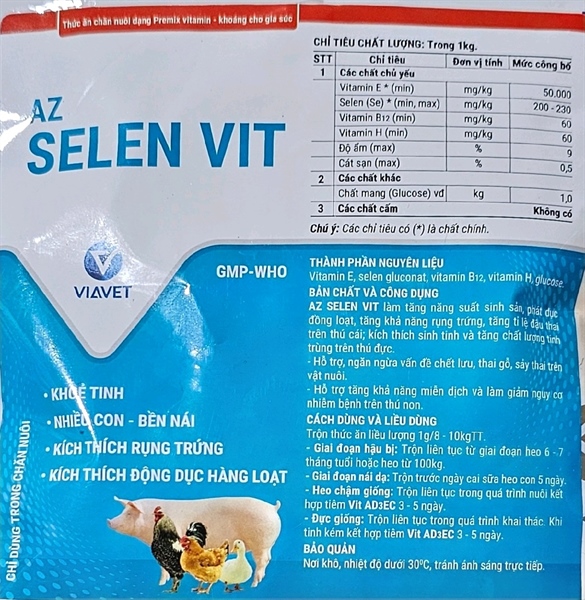 Thức ăn chăn nuôi dạng Premix vitamin - khoáng cho gia súc
AZ
SELEN VIT
CHỈ TIÊU CHẤT LƯỢNG: Trong 1kg.
STT Chỉ tiêu Đơn vị tính Mức công bố
1 Các chất chủ yếu
Vitamin E * (min) mg/kg 50.000
Selen (Se) * (min, max) mg/kg 200 - 230
Vitamin B12 (min) mg/kg 60
Vitamin H (min) mg/kg 60
Độ ẩm (max) % 9
Cát sạn (max) % 0,5
2 Các chất khác
Chất mang (Glucose) vđ kg 1,0
3 Các chất cấm Không có
Chú ý: Các chỉ tiêu có (*) là chất chính.
VIAVET
GMP-WHO
THÀNH PHẦN NGUYÊN LIỆU
Vitamin E, selen gluconat, vitamin B12, vitamin H, glucose.
BẢN CHẤT VÀ CÔNG DỤNG
AZ SELEN VIT làm tăng năng suất sinh sản, phát dục
đồng loạt, tăng khả năng rụng trứng, tăng tỉ lệ đậu thai
trên thú cái; kích thích sinh tinh và tăng chất lượng tinh
trùng trên thú đực.
- Hỗ trợ, ngăn ngừa vấn đề chết lưu, thai gỗ, sảy thai trên
vật nuôi.
- Hỗ trợ tăng khả năng miễn dịch và làm giảm nguy cơ
nhiễm bệnh trên thú non.
CÁCH DÙNG VÀ LIỀU DÙNG
Trộn thức ăn liều lượng 1g/8 - 10kgTT.
- Giai đoạn hậu bị: Trộn liên tục từ giai đoạn heo 6 - 7
tháng tuổi hoặc heo từ 100kg.
- Giai đoạn nái dạ: Trộn trước ngày cai sữa heo con 5 ngày.
- Heo chậm giống: Trộn liên tục trong quá trình nuôi kết
hợp tiêm Vit AD3EC 3 - 5 ngày.
- Đực giống: Trộn liên tục trong quá trình khai thác. Khi
tinh kém kết hợp tiêm Vit AD3EC 3 - 5 ngày.
BẢO QUẢN
Nơi khô, nhiệt độ dưới 30ºC, tránh ánh sáng trực tiếp.
• KHOẺ TINH
• NHIỀU CON - BỀN NÁI
• KÍCH THÍCH RỤNG TRỨNG
• KÍCH THÍCH ĐỘNG DỤC HÀNG LOẠT
CHỈ DÙNG TRONG CHĂN NUÔI